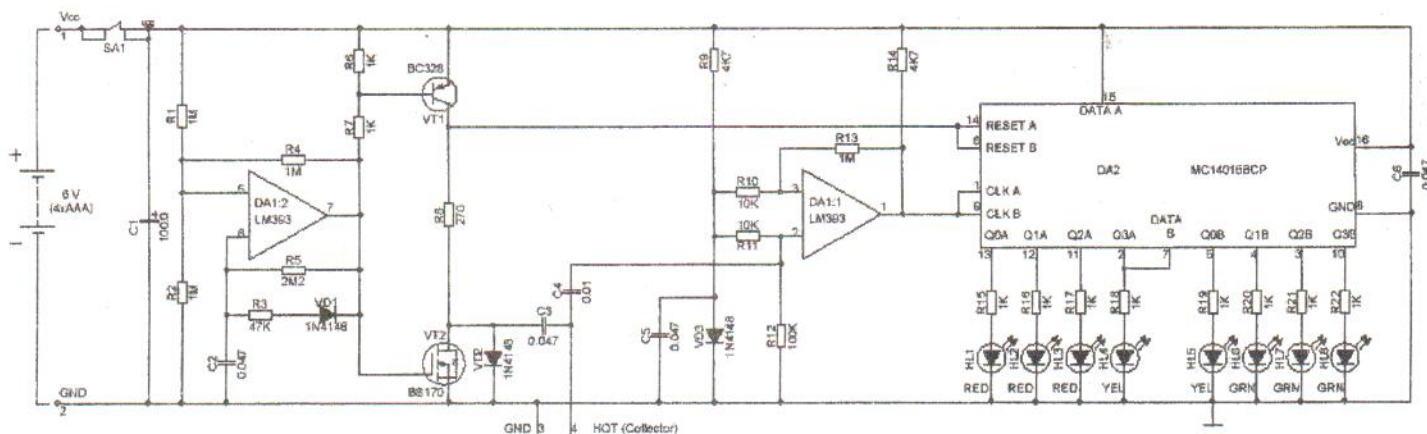 Vcc
1
SA1
+
6 V
(4xAAA)
GND
2
C1
100.0
R1
1M
R2
1M
R4
1M
5
6
7
DA1:2
LM393
R5
2M2
R3
47K
VD1
1N4148
C2
0.047
R6
1K
R7
1K
BC328
VT1
R8
270
VT2
BS170
VD2
1N4148
C3
0.047
C4
0.01
GND 3
4 HOT (Collector)
R9
4K7
R10
10K
10K
R11
R13
1M
R14
4K7
3
2
1
DA1:1
LM393
C5
0.047
VD3
1N4148
R12
100K
15
DATA A
14 RESET A
6 RESET B
DA2
MC14015BCP
Vcc 16
1 CLK A
9 CLK B
GND 8
DATA
B
Q0A Q1A Q2A Q3A Q0B Q1B Q2B Q3B
13 12 11 2 7 5 4 3 10
C6
0.047
R15 1K
R16 1K
R17 1K
R18 1K
R19 1K
R20 1K
R21 1K
R22 1K
HL1 HL2 HL3 HL4 HL5 HL6 HL7 HL8
RED RED RED YEL YEL GRN GRN GRN